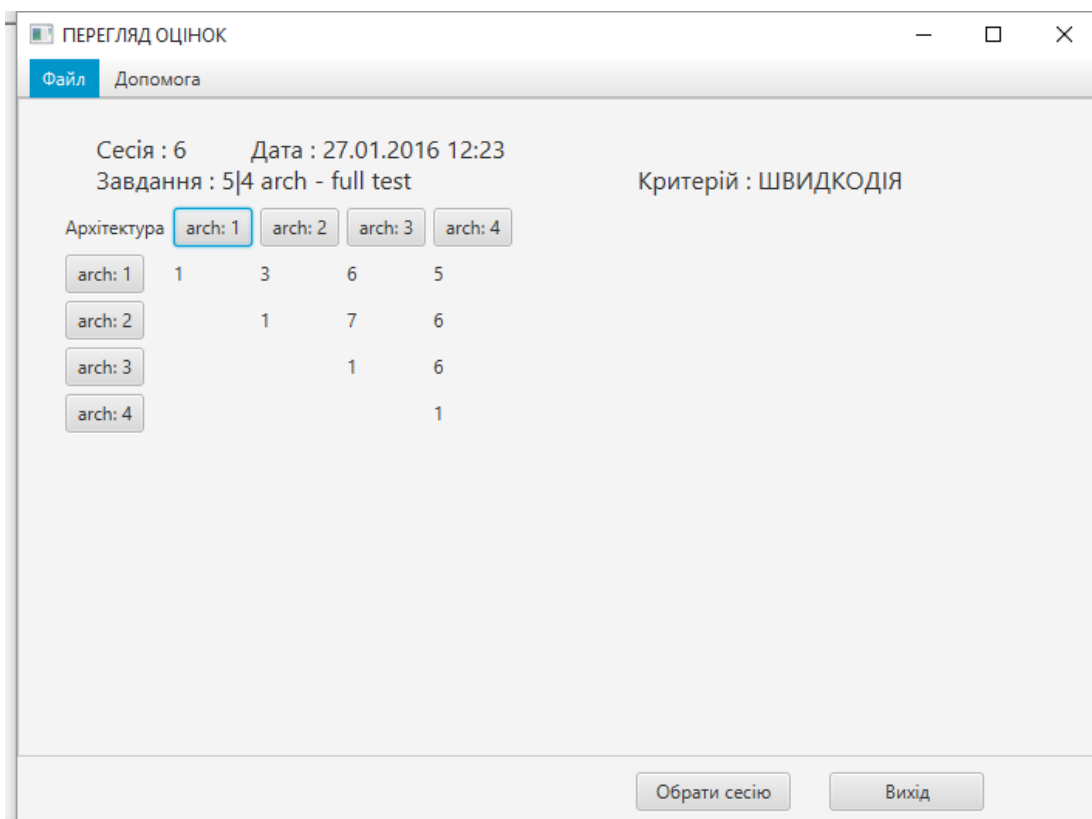 ПЕРЕГЛЯД ОЦІНОК
Файл Допомога
Сесія : 6 Дата : 27.01.2016 12:23
Завдання : 5|4 arch - full test Критерій : ШВИДКОДІЯ
Архітектура arch: 1 arch: 2 arch: 3 arch: 4
arch: 1 1 3 6 5
arch: 2 1 7 6
arch: 3 1 6
arch: 4 1
Обрати сесію Вихід